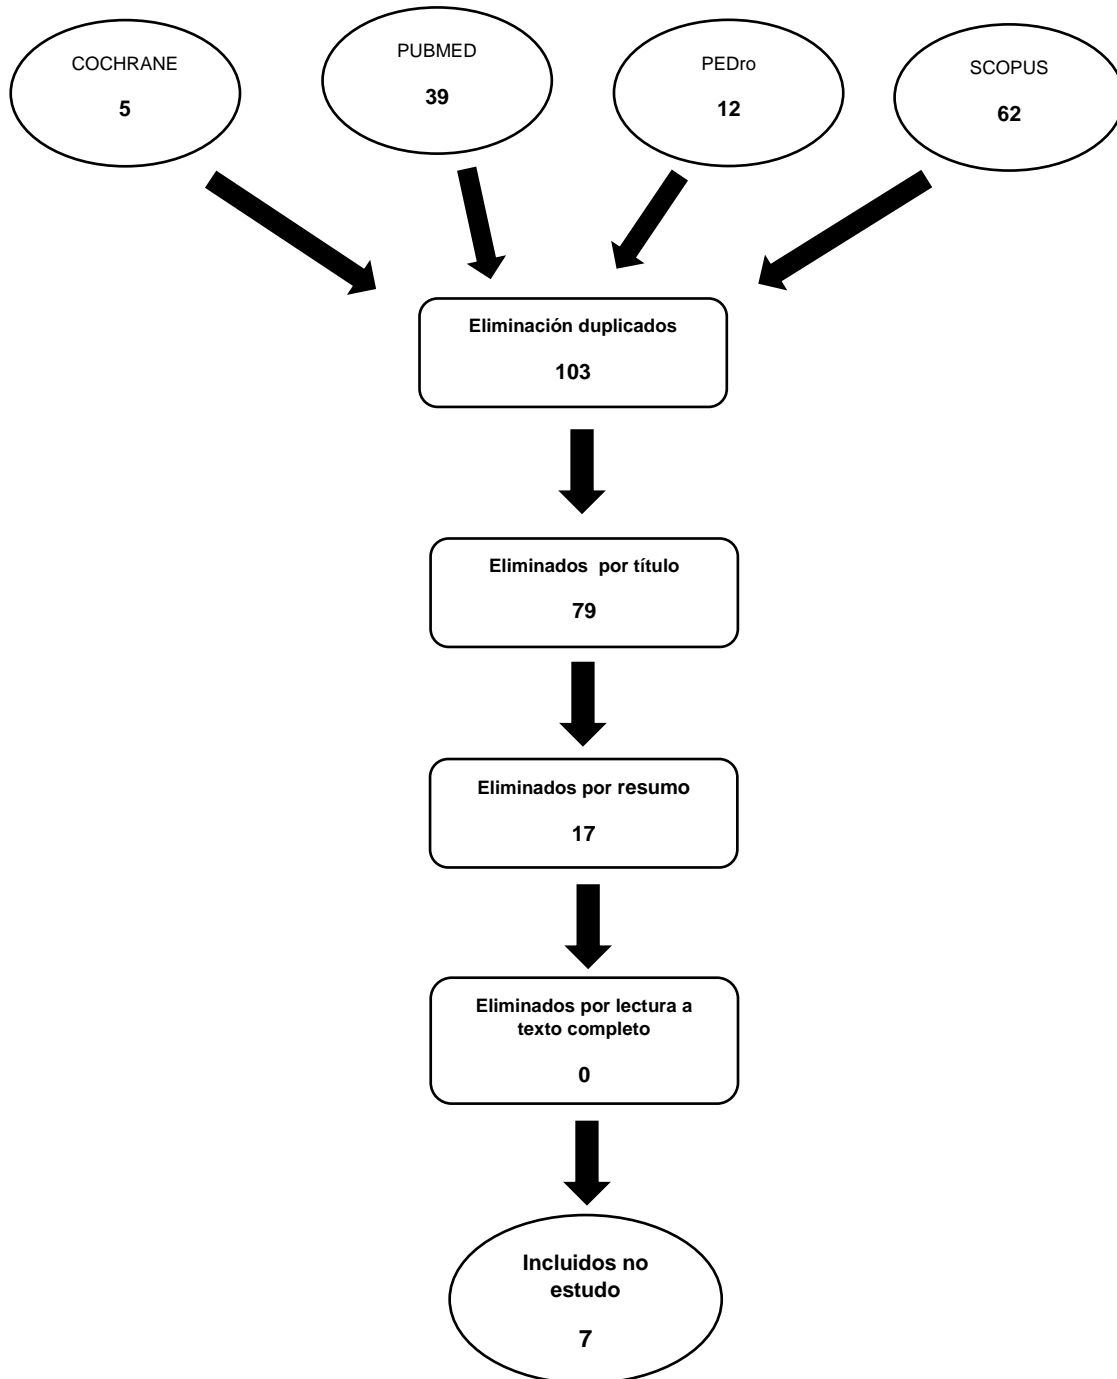 COCHRANE
5
PUBMED
39
PEDro
12
SCOPUS
62
Eliminación duplicados
103
Eliminados por título
79
Eliminados por resumo
17
Eliminados por lectura a
texto completo
0
Incluidos no
estudo
7